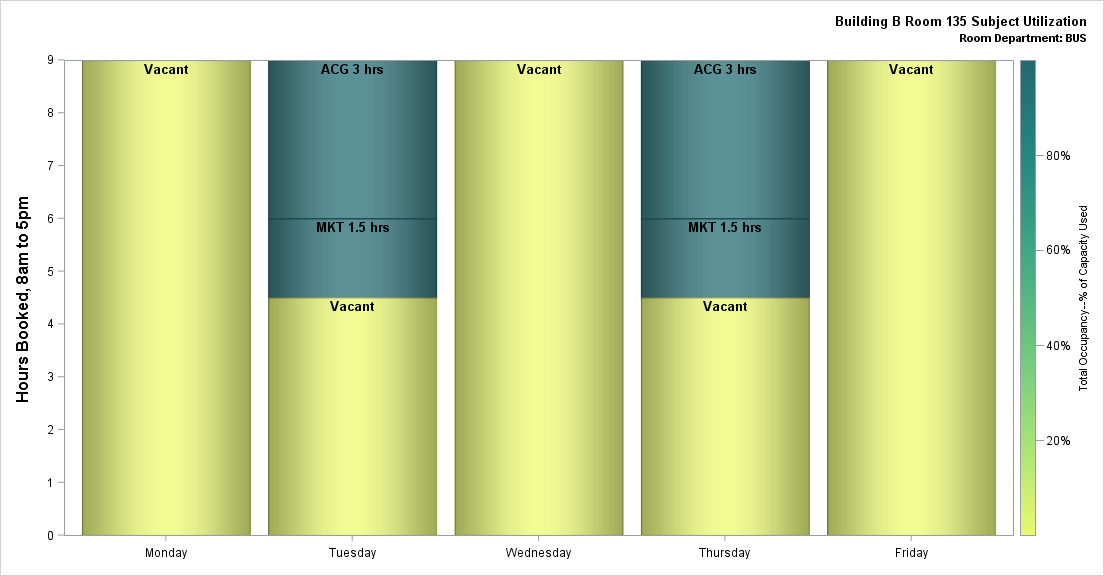 Building B Room 135 Subject Utilization
Room Department: BUS
Hours Booked, 8am to 5pm
9
8
7
6
5
4
3
2
1
0
Vacant
ACG 3 hrs
MKT 1.5 hrs
Vacant
Vacant
ACG 3 hrs
MKT 1.5 hrs
Vacant
Vacant
Monday
Tuesday
Wednesday
Thursday
Friday
80%
60%
40%
20%
Total Occupancy--% of Capacity Used